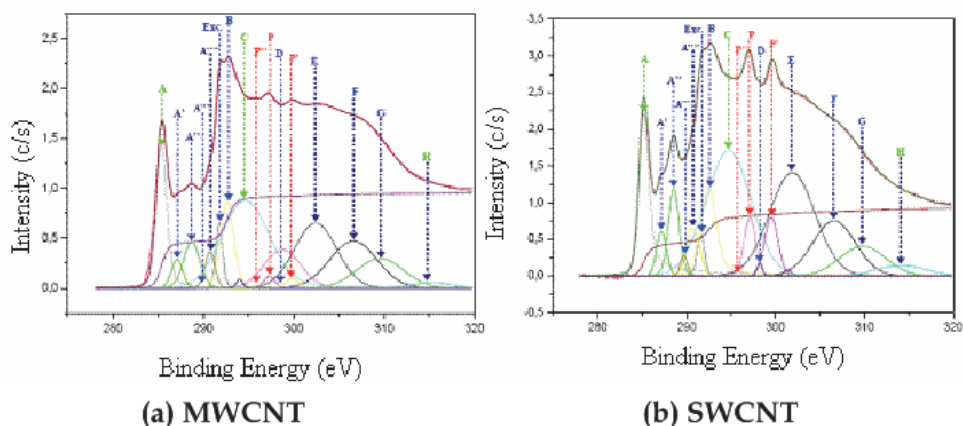 Intensity (c/s)
2,5
2,0
1,5
1,0
0,5
0,0
280 290 300 310 320
Binding Energy (eV)
A A' A'' A''' Exc. B C P'' P D P' E F G H
(a) MWCNT
Intensity (c/s)
3,5
3,0
2,5
2,0
1,5
1,0
0,5
0,0
-0,5
280 290 300 310 320
Binding Energy (eV)
A A' A'' B C P D P' E F G H
(b) SWCNT